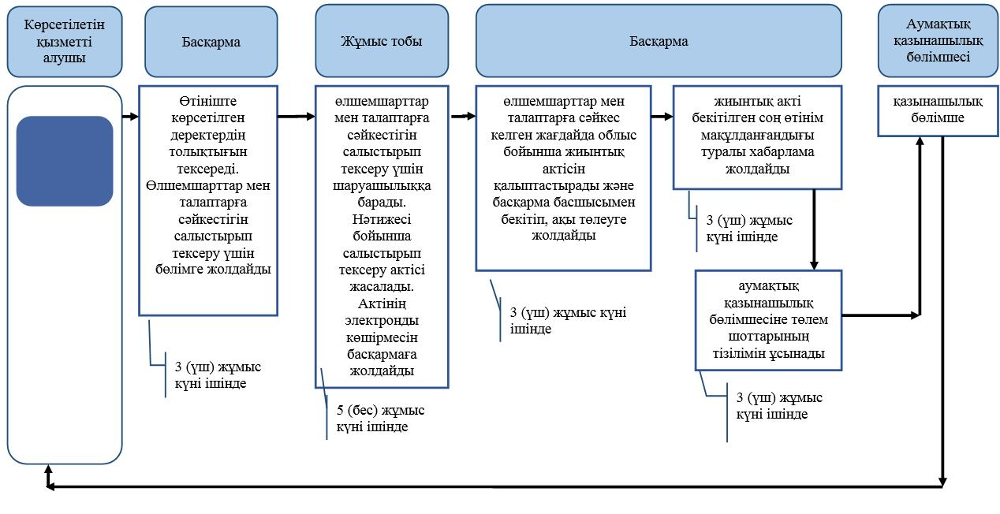 Көрсетілетін
қызметті
алушы
Басқарма
Жұмыс тобы
Басқарма
Аумақтық
қазынашылық
бөлімшесі
Өтініште
көрсетілген
деректердің
толықтығын
тексереді.
Өлшемшарттар мен
талаптарға
сәйкестігін
салыстырып
тексеру үшін
бөлімге жолдайды
3 (үш) жұмыс
күні ішінде
өлшемшарттар
мен талаптарға
сәйкестігін
салыстырып
тексеру үшін
шаруашылыққа
барады.
Нәтижесі
бойынша
салыстырып
тексеру актісі
жасалады.
Актінің
электронды
көшірмесін
басқармаға
жолдайды
5 (бес) жұмыс
күні ішінде
өлшемшарттар мен
талаптарға сәйкес
келген жағдайда облыс
бойынша жиынтық
актісін
қалыптастырады және
басқарма басшысымен
бекітіп, ақы төлеуге
жолдайды
3 (үш) жұмыс күні
ішінде
жиынтық акті
бекітілген соң өтінім
мақұлданғандығы
туралы хабарлама
жолдайды
3 (үш) жұмыс
күні ішінде
аумақтық
қазынашылық
бөлімшесіне төлем
шоттарының
тізілімін ұсынады
3 (үш) жұмыс
күні ішінде
қазынашылық
бөлімше